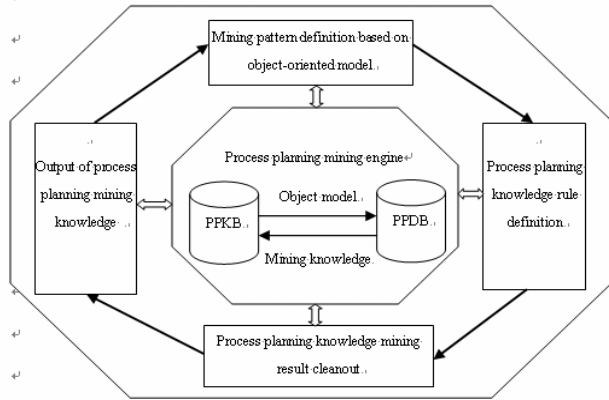 Mining pattern definition based on
object-oriented model.
Output of process
planning mining
knowledge
Process planning mining engine
Object model.
PPKB
PPDB
Mining knowledge
Process planning
knowledge rule
definition
Process planning knowledge mining
result cleanout